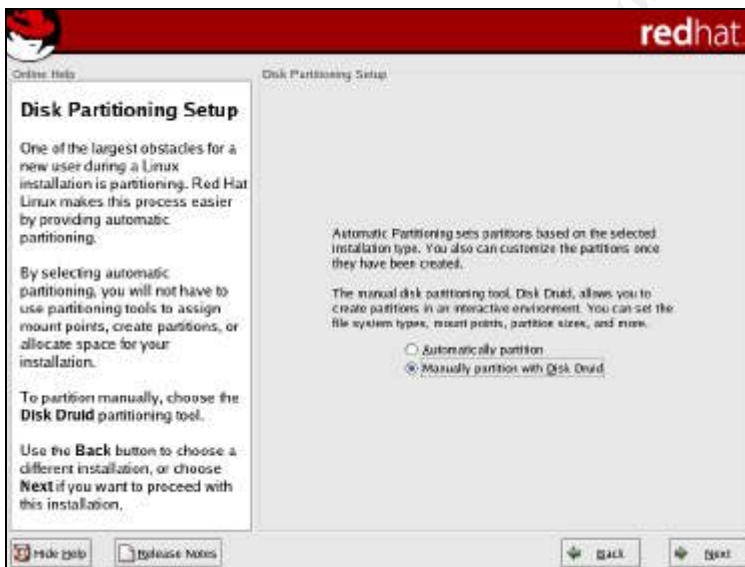 redhat.
Online Help
Disk Partitioning Setup
Disk Partitioning Setup
One of the largest obstacles for a
new user during a Linux
installation is partitioning. Red Hat
Linux makes this process easier
by providing automatic
partitioning.
By selecting automatic
partitioning, you will not have to
use partitioning tools to assign
mount points, create partitions, or
allocate space for your
installation.
To partition manually, choose the
Disk Druid partitioning tool.
Use the Back button to choose a
different installation, or choose
Next if you want to proceed with
this installation.
Automatic Partitioning sets partitions based on the selected
installation type. You also can customize the partitions once
they have been created.
The manual disk partitioning tool, Disk Druid, allows you to
create partitions in an interactive environment. You can set the
file system types, mount points, partition sizes, and more.
Automatically partition
Manually partition with Disk Druid
Hide Help
Release Notes
Back
Next